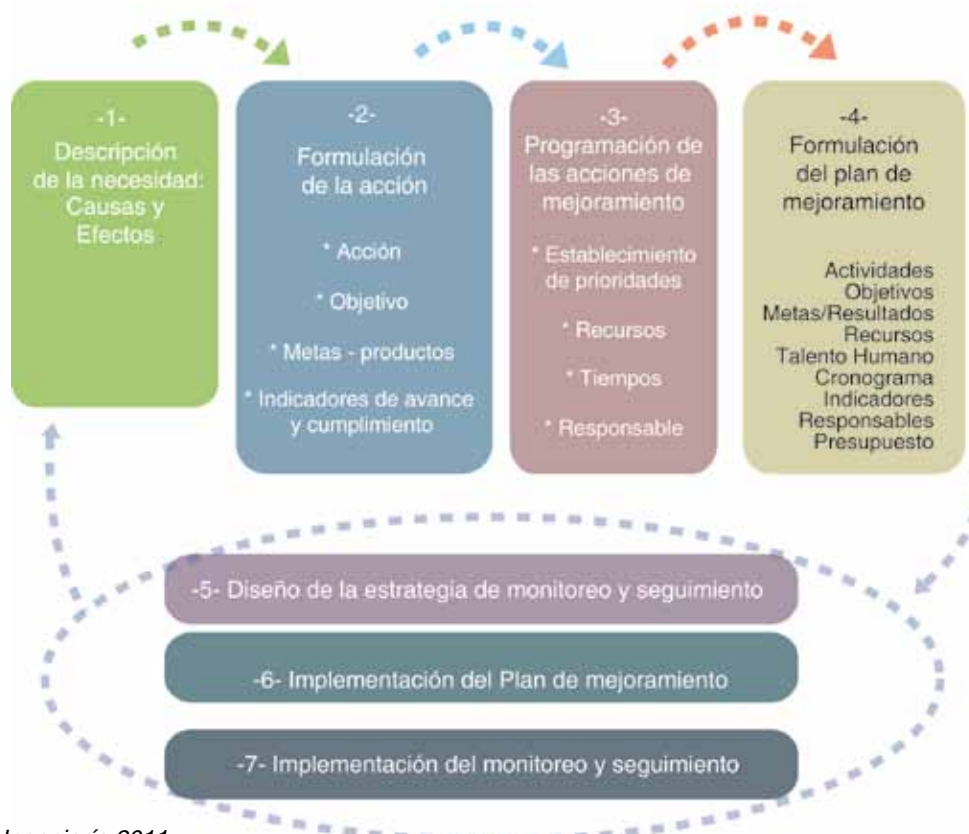 -1-
Descripción
de la necesidad:
Causas y
Efectos
-2-
Formulación
de la acción
* Acción
* Objetivo
* Metas - productos
* Indicadores de avance
y cumplimiento
-3-
Programación de
las acciones de
mejoramiento
* Establecimiento
de prioridades
* Recursos
* Tiempos
* Responsable
-4-
Formulación
del plan de
mejoramiento
Actividades
Objetivos
Metas/Resultados
Recursos
Talento Humano
Cronograma
Indicadores
Responsables
Presupuesto
-5- Diseño de la estrategia de monitoreo y seguimiento
-6- Implementación del Plan de mejoramiento
-7- Implementación del monitoreo y seguimiento
2011